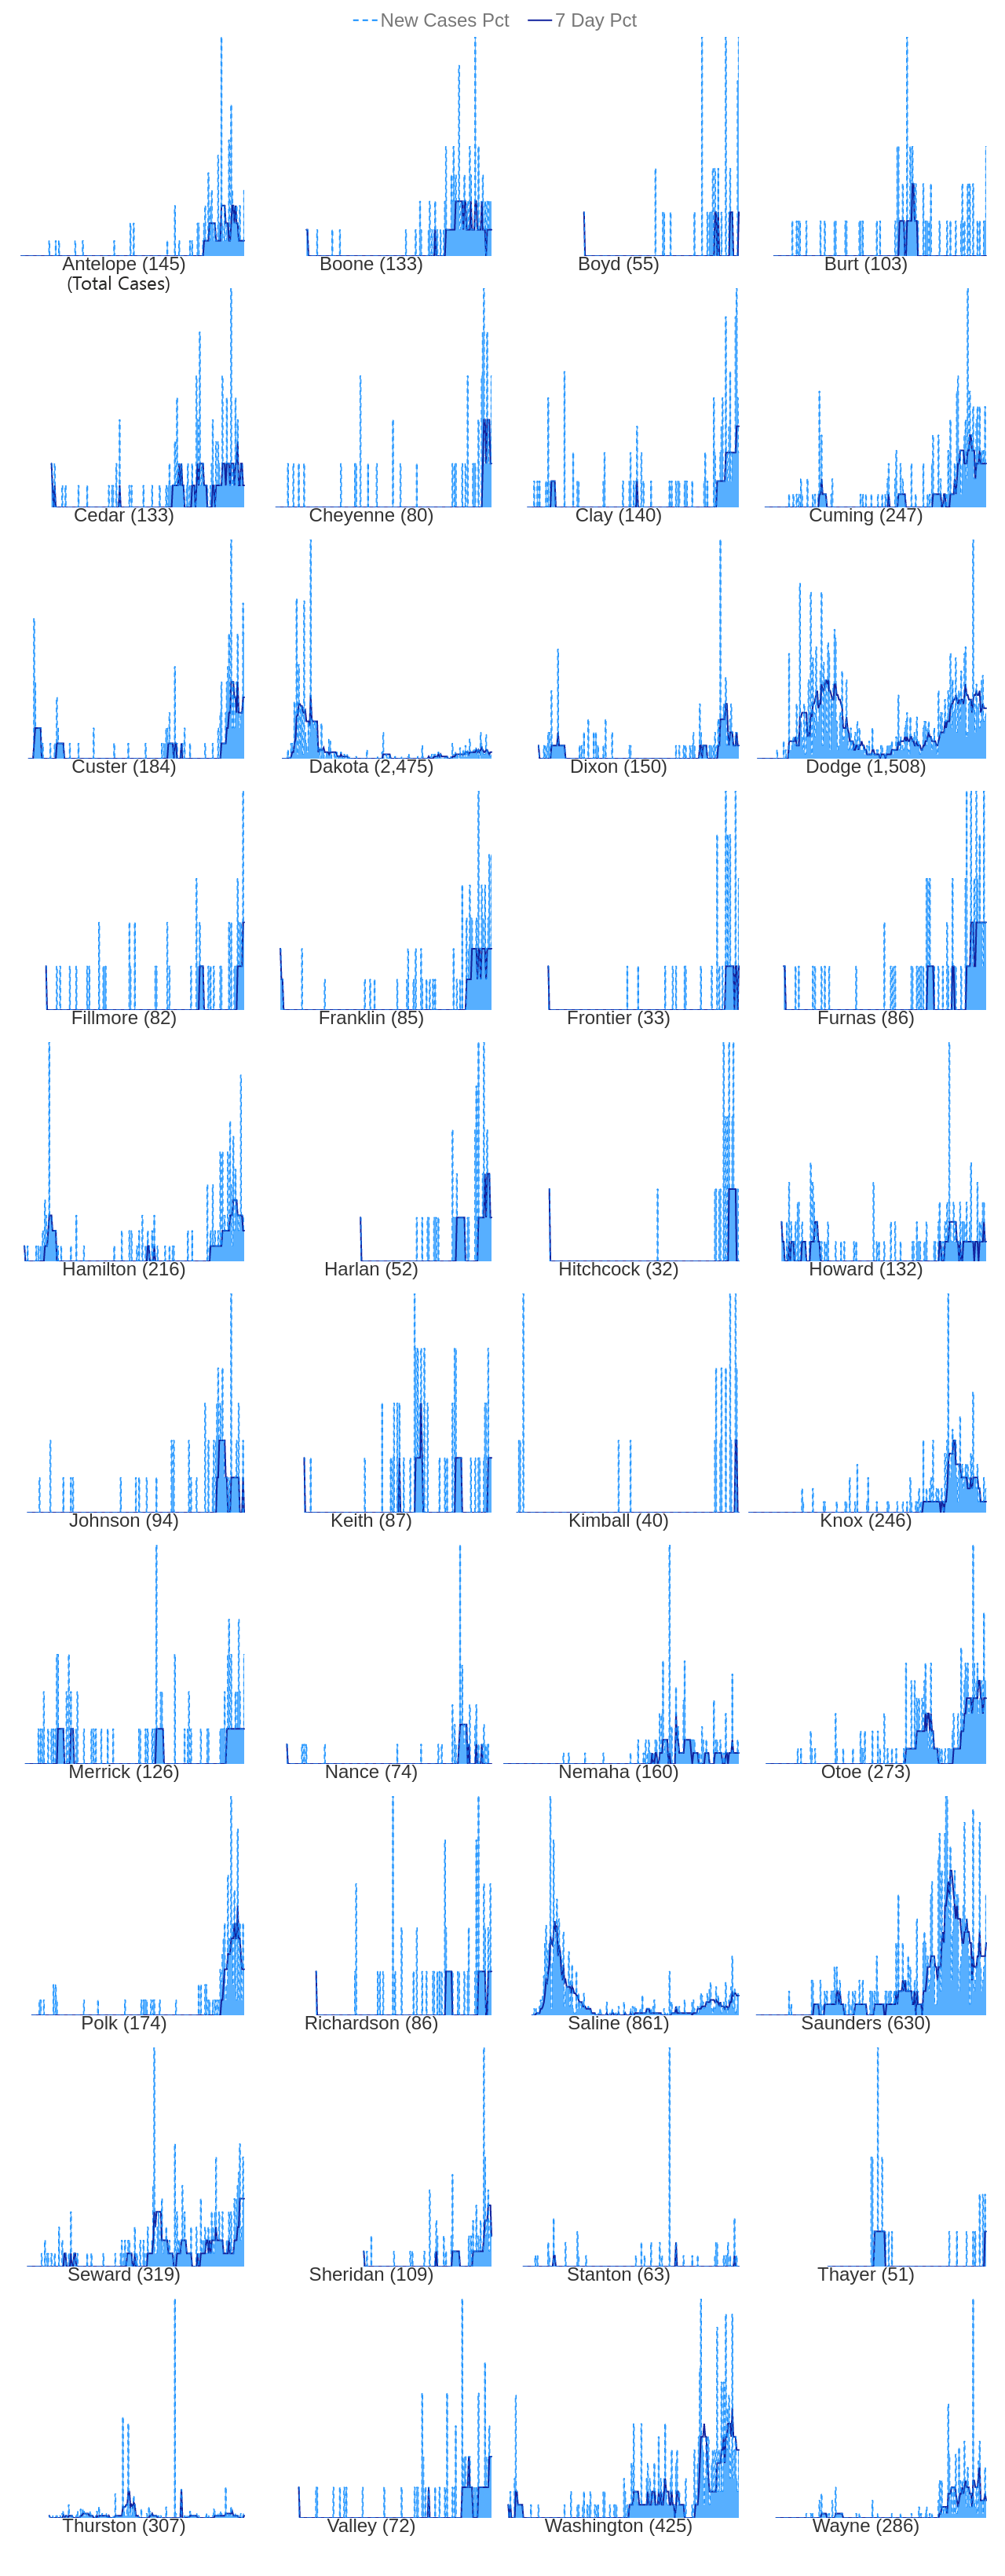 New Cases Pct 7 Day Pct
Antelope (145) Boone (133) Boyd (55) Burt (103)
(Total Cases)
Cedar (133) Cheyenne (80) Clay (140) Cuming (247)
Custer (184) Dakota (2,475) Dixon (150) Dodge (1,508)
Fillmore (82) Franklin (85) Frontier (33) Furnas (86)
Hamilton (216) Harlan (52) Hitchcock (32) Howard (132)
Johnson (94) Keith (87) Kimball (40) Knox (246)
Merrick (126) Nance (74) Nemaha (160) Otoe (273)
Polk (174) Richardson (86) Saline (861) Saunders (630)
Seward (319) Sheridan (109) Stanton (63) Thayer (51)
Thurston (307) Valley (72) Washington (425) Wayne (286)